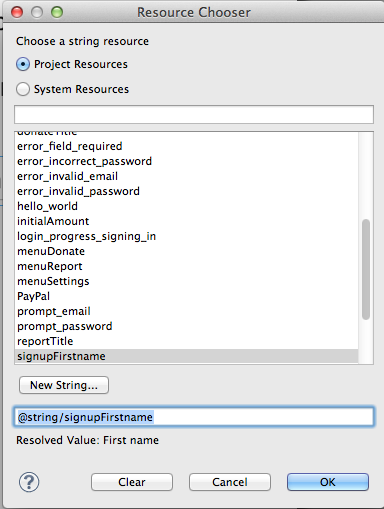 Resource Chooser
Choose a string resource
Project Resources
System Resources
donateTitle
error_field_required
error_incorrect_password
error_invalid_email
error_invalid_password
hello_world
initialAmount
login_progress_signing_in
menuDonate
menuReport
menuSettings
PayPal
prompt_email
prompt_password
reportTitle
signupFirstname
New String...
@string/signupFirstname
Resolved Value: First name
?
Clear
Cancel
OK